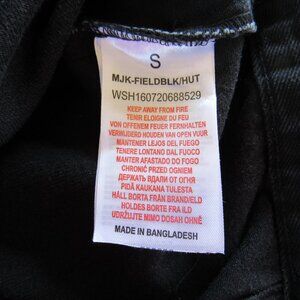 S
MJK-FIELDBLK/HUT
WSH160720688529
KEEP AWAY FROM FIRE
TENIR ELOIGNE DU FEU
VON OFFENEM FEUER FERNHALTEN
VERWIJDERD HOUDEN VAN OPEN VUUR
MANTENER LEJOS DEL FUEGO
TENERE LONTANO DAL FUOCO
MANTER AFASTADO DO FOGO
CHRONIĆ PRZED OGNIEM
ДЕРЖАТЬ ВДАЛИ ОТ ОГНЯ
PIDÄ KAUKANA TULESTA
HÅLL BORTA FRÅN BRAND/ELD
HOLDES BORTE FRA ILD
UDRŽUJTE MIMO DOSAH OHNĚ
MADE IN BANGLADESH